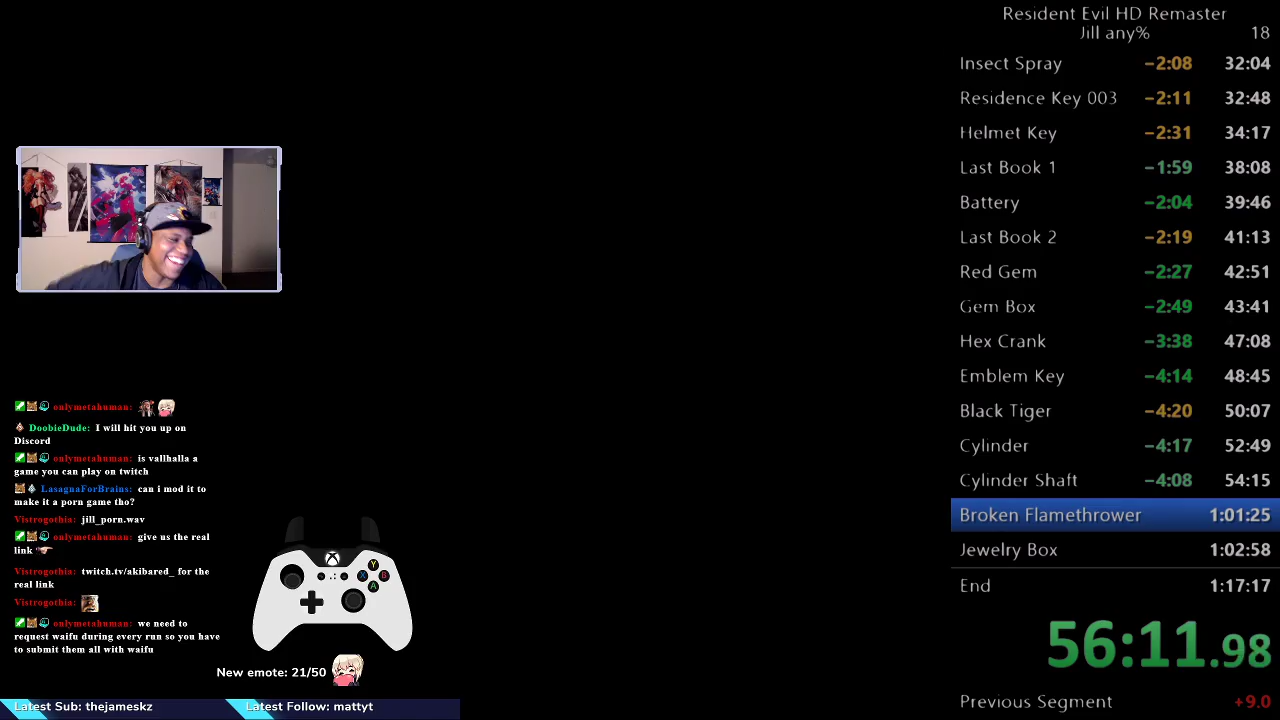 Resident Evil HD Remaster
Jill any% 18
Insect Spray -2:08 32:04
Residence Key 003 -2:11 32:48
Helmet Key -2:31 34:17
Last Book 1 -1:59 38:08
Battery -2:04 39:46
Last Book 2 -2:19 41:13
Red Gem -2:27 42:51
Gem Box -2:49 43:41
Hex Crank -3:38 47:08
Emblem Key -4:14 48:45
Black Tiger -4:20 50:07
Cylinder -4:17 52:49
Cylinder Shaft -4:08 54:15
Broken Flamethrower 1:01:25
Jewelry Box 1:02:58
End 1:17:17
56:11.98
Previous Segment +9.0
onlymetahuman:
DoobieDude: I will hit you up on
Discord
onlymetahuman: is vallhalla a
game you can play on twitch
LasagnaForBrains: can i mod it to
make it a porn game tho?
Vistrogothia: jill_porn.wav
onlymetahuman: give us the real
link
Vistrogothia: twitch.tv/akibared_ for the
real link
Vistrogothia:
onlymetahuman: we need to
request waifu during every run so you have
to submit them all with waifu
Y
X B
A
New emote: 21/50
Latest Sub: thejameskz Latest Follow: mattyt